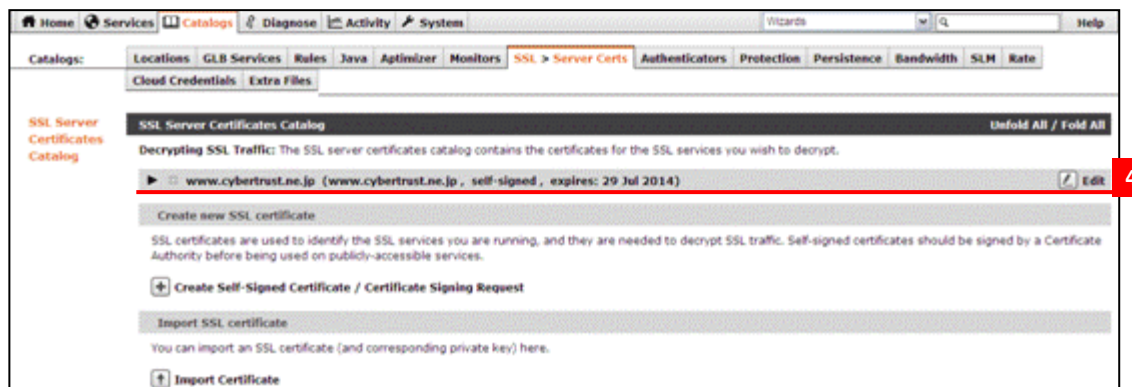 Home Services Catalogs Diagnose Activity System Wizards Help
Catalogs: Locations GLB Services Rules Java Aptimizer Monitors SSL > Server Certs Authenticators Protection Persistence Bandwidth SLM Rate
Cloud Credentials Extra Files
SSL Server
Certificates
Catalog
SSL Server Certificates Catalog Unfold All / Fold All
Decrypting SSL Traffic: The SSL server certificates catalog contains the certificates for the SSL services you wish to decrypt.
www.cybertrust.ne.jp (www.cybertrust.ne.jp , self-signed , expires: 29 Jul 2014) Edit
4
Create new SSL certificate
SSL certificates are used to identify the SSL services you are running, and they are needed to decrypt SSL traffic. Self-signed certificates should be signed by a Certificate
Authority before being used on publicly-accessible services.
Create Self-Signed Certificate / Certificate Signing Request
Import SSL certificate
You can import an SSL certificate (and corresponding private key) here.
Import Certificate